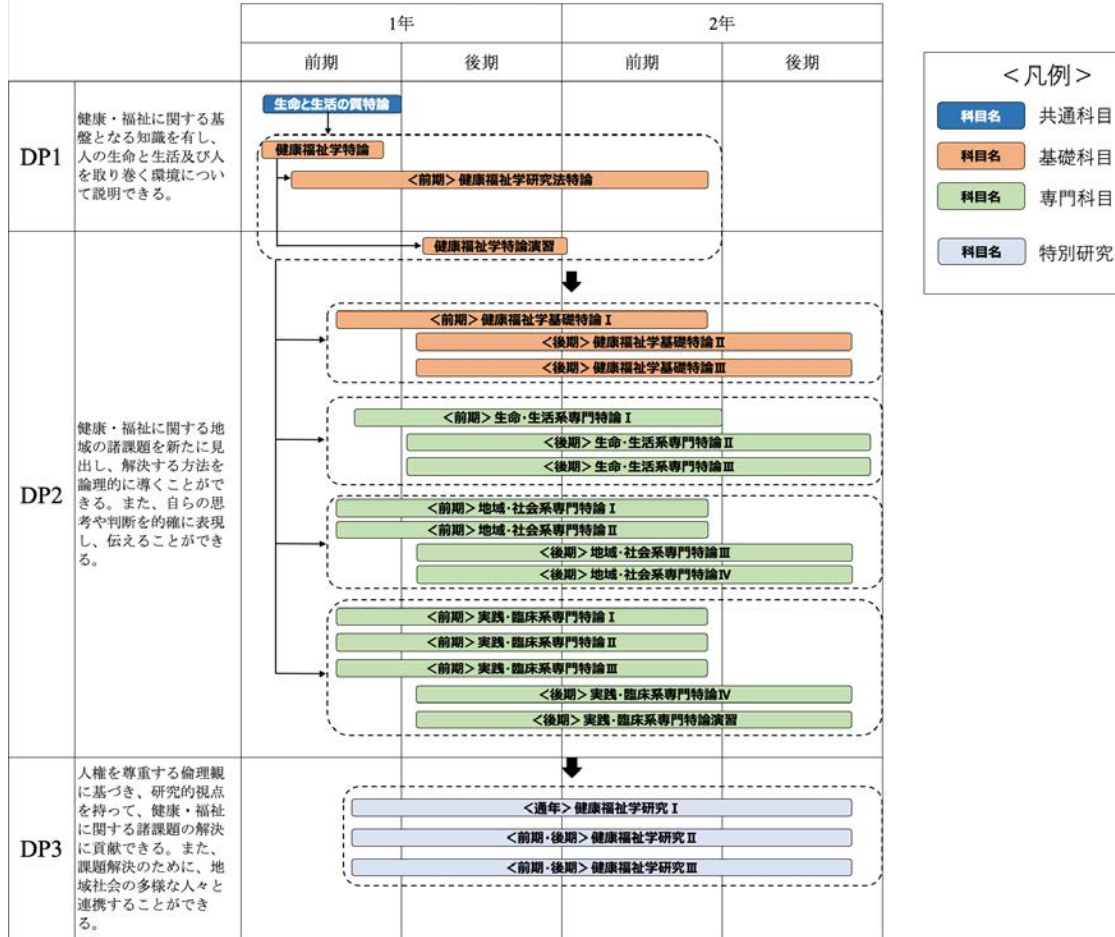 1年
2年
前期
後期
前期
後期
DP1
健康・福祉に関する基
盤となる知識を有し、
人の生命と生活及び人
を取り巻く環境につい
て説明できる。
生命と生活の質特論
健康福祉学特論
<前期>健康福祉学研究法特論
健康福祉学特論演習
DP2
健康・福祉に関する地
域の諸課題を新たに見
出し、解決する方法を
論理的に導くことがで
きる。また、自らの思
考や判断を的確に表現
し、伝えることができ
る。
<前期>健康福祉学基礎特論Ⅰ
<後期>健康福祉学基礎特論Ⅱ
<後期>健康福祉学基礎特論Ⅲ
<前期>生命・生活系専門特論Ⅰ
<後期>生命・生活系専門特論Ⅱ
<後期>生命・生活系専門特論Ⅲ
<前期>地域・社会系専門特論Ⅰ
<前期>地域・社会系専門特論Ⅱ
<後期>地域・社会系専門特論Ⅲ
<後期>地域・社会系専門特論Ⅳ
<前期>実践・臨床系専門特論Ⅰ
<前期>実践・臨床系専門特論Ⅱ
<前期>実践・臨床系専門特論Ⅲ
<後期>実践・臨床系専門特論Ⅳ
<後期>実践・臨床系専門特論演習
DP3
人権を尊重する倫理観
に基づき、研究的視点
を持って、健康・福祉
に関する諸課題の解決
に貢献できる。また、
課題解決のために、地
域社会の多様な人々と
連携することができ
る。
<通年>健康福祉学研究Ⅰ
<前期・後期>健康福祉学研究Ⅱ
<前期・後期>健康福祉学研究Ⅲ
<凡例>
科目名 共通科目
科目名 基礎科目
科目名 専門科目
科目名 特別研究